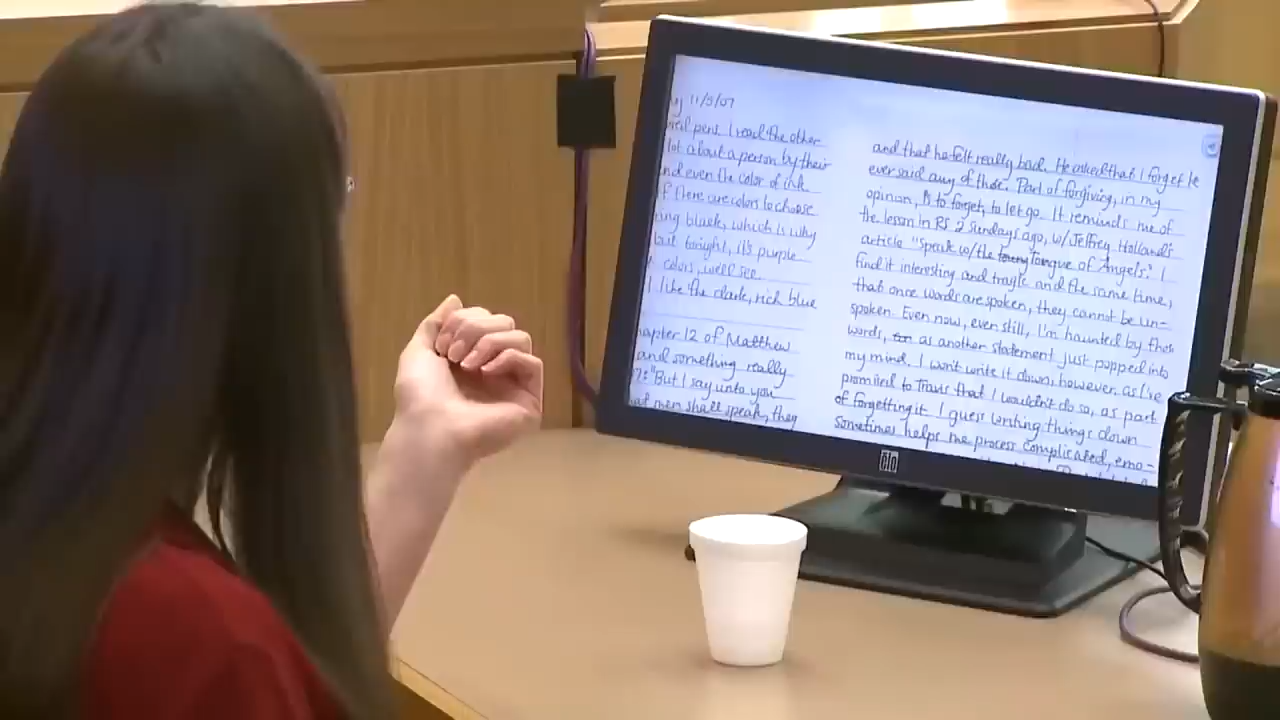 11/5/07
pens. I read the other
lot about a person by their
and even the color of ink
if there are colors to choose
black, which is why
but tonight, it's purple
colors, we'll see.
I like the dark, rich blue
hapter 12 of Matthew
and something really
"But I say unto you
men shall speak, they
and that he felt really bad. He asked that I forget he
ever said any of those. Part of forgiving, in my
opinion, is to forget, to let go. It reminds me of
the lesson in RS 2 Sundays ago, w/ Jeffrey Holland's
article "Speak w/ the Tongue of Angels". I
find it interesting and tragic and the same time,
that once words are spoken, they cannot be un-
spoken. Even now, even still, I'm haunted by those
words, as another statement just popped into
my mind. I won't write it down, however, as I've
promised to Travis that I wouldn't do so, as part
of forgetting it. I guess writing things down
sometimes helps me process complicated, emo-
elo